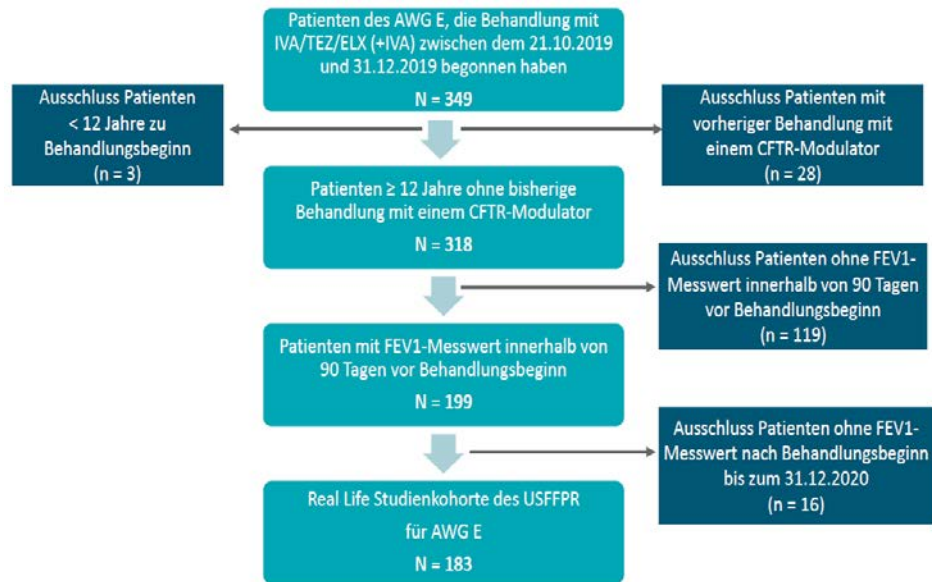 Patienten des AWG E, die Behandlung mit
IVA/TEZ/ELX (+IVA) zwischen dem 21.10.2019
und 31.12.2019 begonnen haben
N = 349
Ausschluss Patienten
< 12 Jahre zu
Behandlungsbeginn
(n = 3)
Ausschluss Patienten mit
vorheriger Behandlung mit
einem CFTR-Modulator
(n = 28)
Patienten ≥ 12 Jahre ohne bisherige
Behandlung mit einem CFTR-Modulator
N = 318
Ausschluss Patienten ohne FEV1-
Messwert innerhalb von 90 Tagen
vor Behandlungsbeginn
(n = 119)
Patienten mit FEV1-Messwert innerhalb von
90 Tagen vor Behandlungsbeginn
N = 199
Ausschluss Patienten ohne FEV1-
Messwert nach Behandlungsbeginn
bis zum 31.12.2020
(n = 16)
Real Life Studienkohorte des USFFPR
für AWG E
N = 183